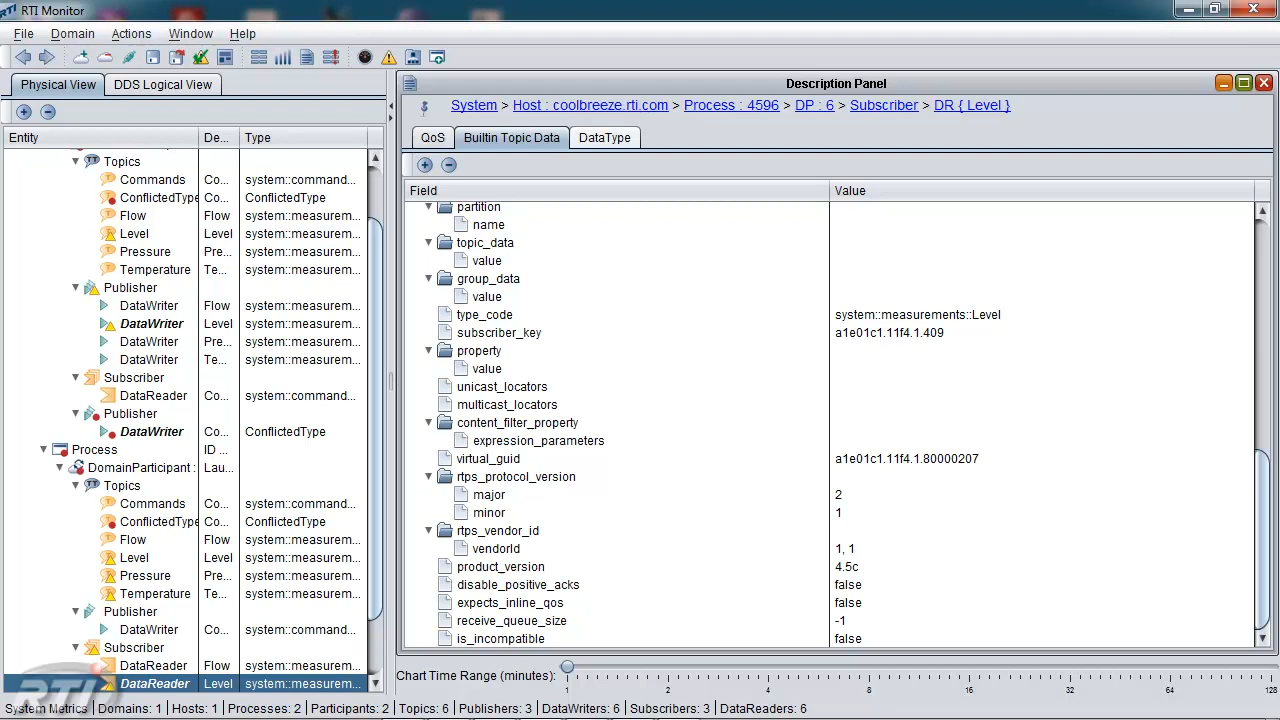 RTI Monitor
File Domain Actions Window Help
Physical View DDS Logical View
Entity De... Type
Topics
Commands Co... system::command...
ConflictedType Co... ConflictedType
Flow Flow system::measurem...
Level Level system::measurem...
Pressure Pre... system::measurem...
Temperature Te... system::measurem...
Publisher
DataWriter Flow system::measurem...
DataWriter Level system::measurem...
DataWriter Pre... system::measurem...
DataWriter Te... system::measurem...
Subscriber
DataReader Co... system::command...
Publisher
DataWriter Co... ConflictedType
Process ID ...
DomainParticipant : Lau...
Topics
Commands Co... system::command...
ConflictedType Co... ConflictedType
Flow Flow system::measurem...
Level Level system::measurem...
Pressure Pre... system::measurem...
Temperature Te... system::measurem...
Publisher
DataWriter Co... system::command...
Subscriber
DataReader Flow system::measurem...
DataReader Level system::measurem...
Description Panel
System > Host : coolbreeze.rti.com > Process : 4596 > DP : 6 > Subscriber > DR { Level }
QoS Builtin Topic Data DataType
Field Value
partition
name
topic_data
value
group_data
value
type_code system::measurements::Level
subscriber_key a1e01c1.11f4.1.409
property
value
unicast_locators
multicast_locators
content_filter_property
expression_parameters
virtual_guid a1e01c1.11f4.1.80000207
rtps_protocol_version
major 2
minor 1
rtps_vendor_id
vendorId 1, 1
product_version 4.5c
disable_positive_acks false
expects_inline_qos false
receive_queue_size -1
is_incompatible false
Chart Time Range (minutes):
1 2 4 8 16 32 64 128
RTI
System Metrics Domains: 1 Hosts: 1 Processes: 2 Participants: 2 Topics: 6 Publishers: 3 DataWriters: 6 Subscribers: 3 DataReaders: 6